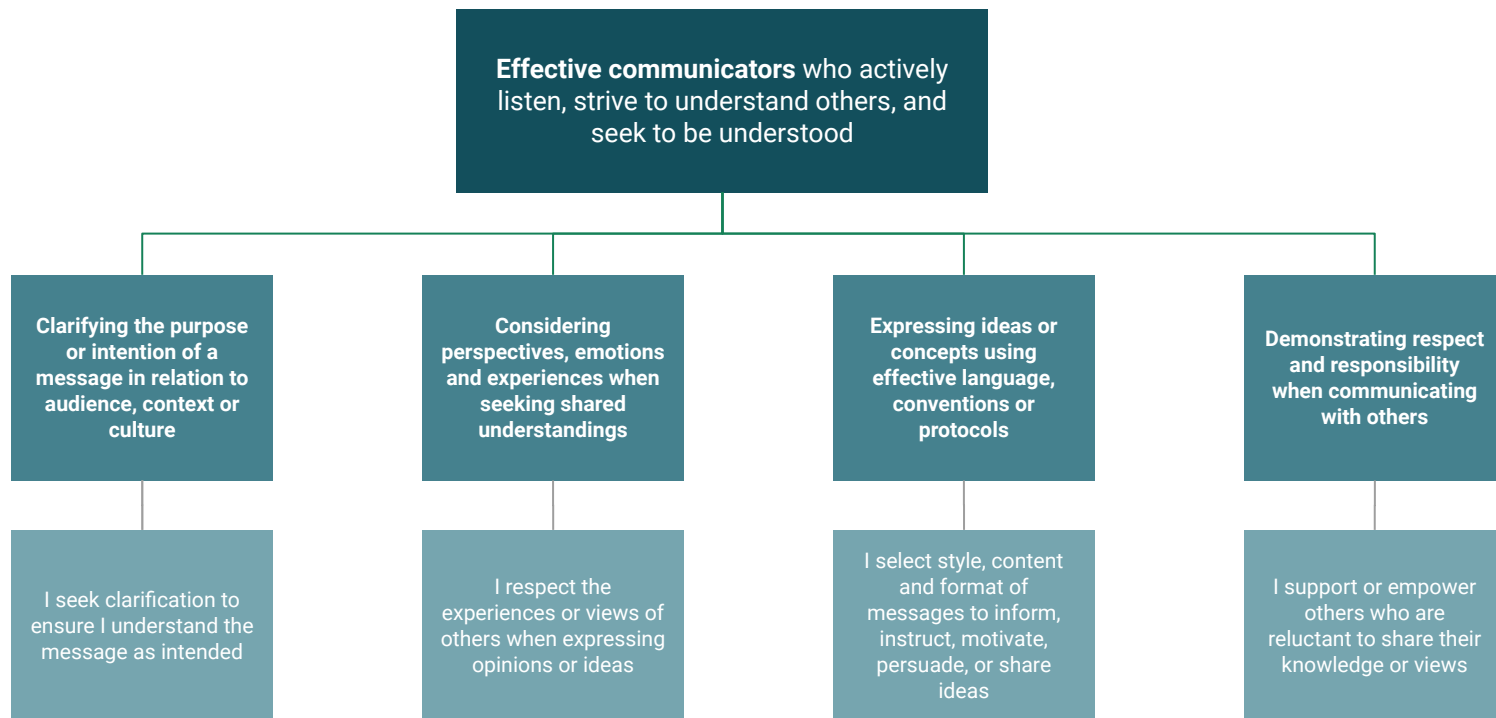 Effective communicators who actively
listen, strive to understand others, and
seek to be understood
Clarifying the purpose
or intention of a
message in relation to
audience, context or
culture
Considering
perspectives, emotions
and experiences when
seeking shared
understandings
Expressing ideas or
concepts using
effective language,
conventions or
protocols
Demonstrating respect
and responsibility
when communicating
with others
I seek clarification to
ensure I understand the
message as intended
I respect the
experiences or views of
others when expressing
opinions or ideas
I select style, content
and format of
messages to inform,
instruct, motivate,
persuade, or share
ideas
I support or empower
others who are
reluctant to share their
knowledge or views